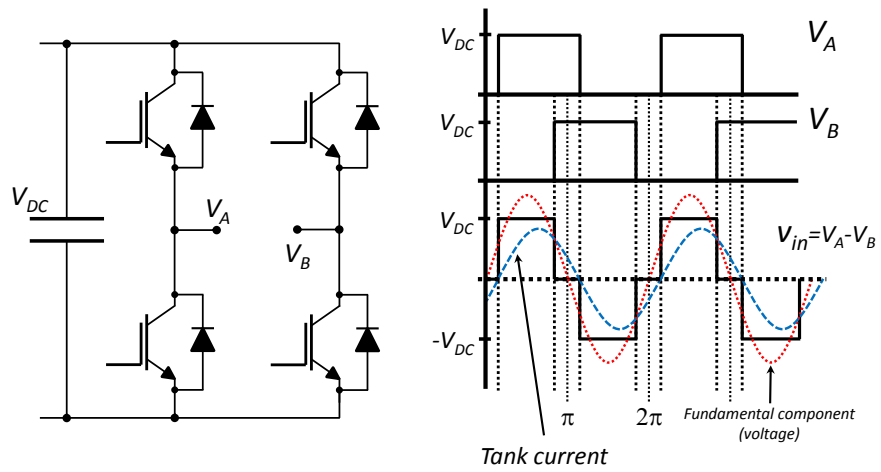 V_DC
V_A
V_B
V_DC
V_A
V_DC
V_B
V_DC
v_in=V_A-V_B
-V_DC
π
2π
Fundamental component
(voltage)
Tank current